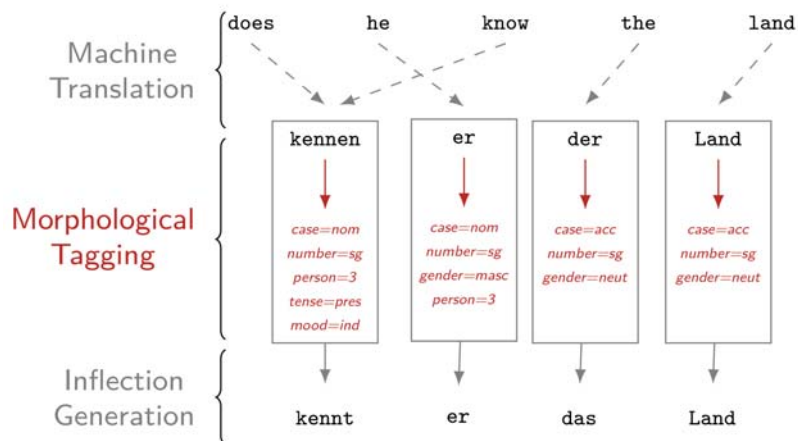 does he know the land
Machine
Translation
kennen er der Land
Morphological
Tagging
case=nom case=nom case=acc case=acc
number=sg number=sg number=sg number=sg
person=3 gender=masc gender=neut gender=neut
tense=pres person=3
mood=ind
Inflection
Generation
kennt er das Land